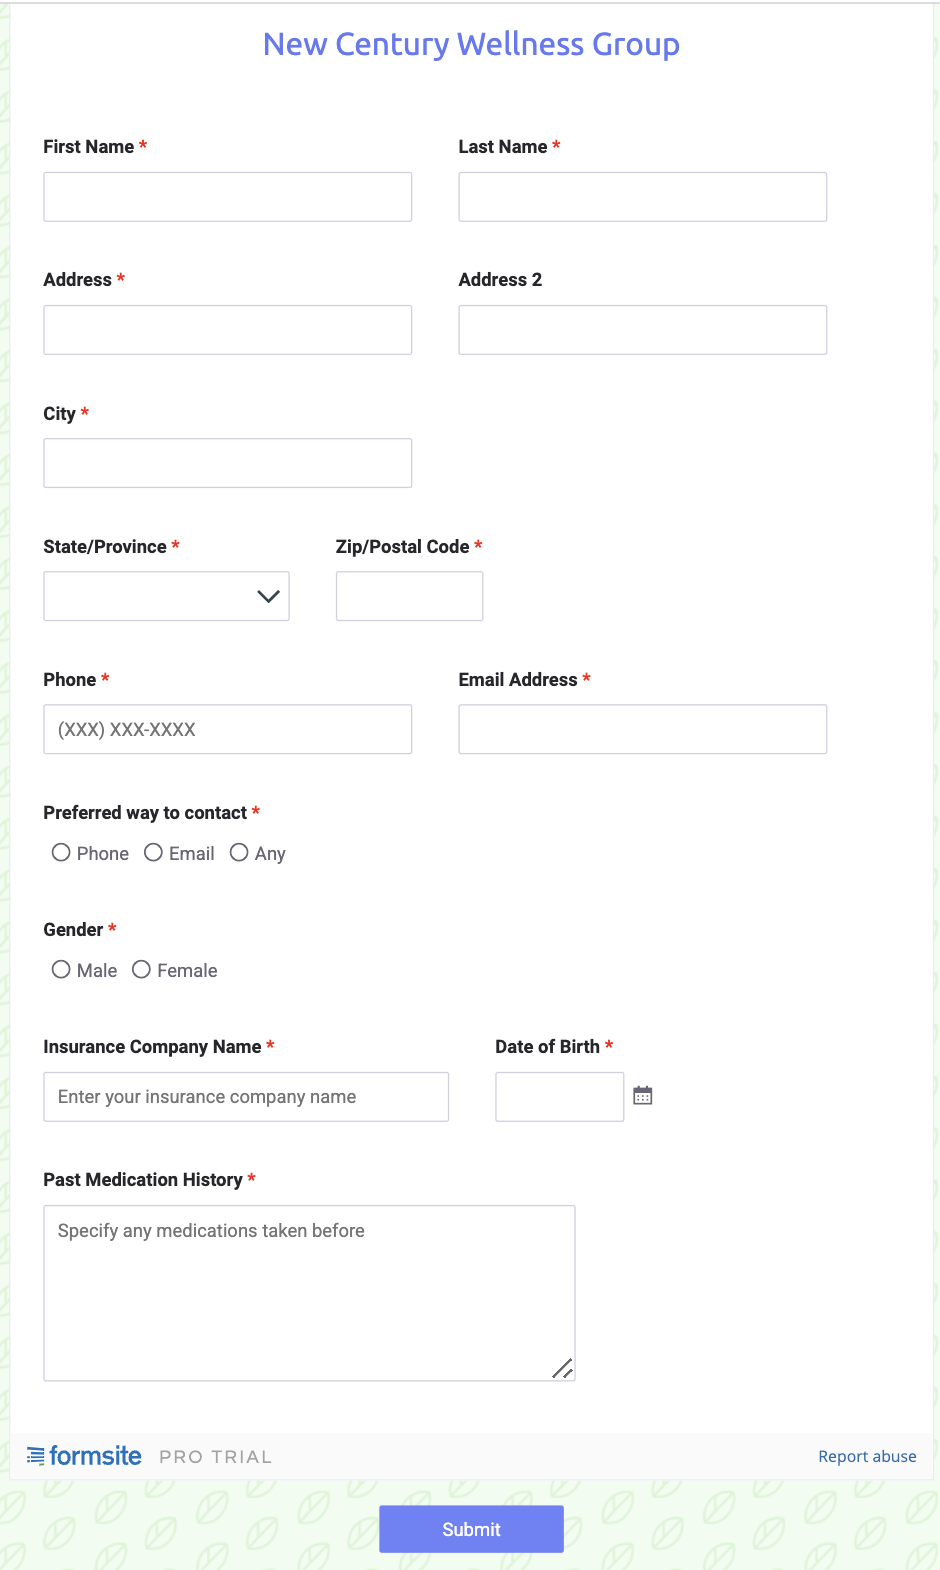 New Century Wellness Group
First Name *
Last Name *
Address *
Address 2
City *
State/Province *
Zip/Postal Code *
Phone *
Email Address *
(XXX) XXX-XXXX
Preferred way to contact *
Phone Email Any
Gender *
Male Female
Insurance Company Name *
Date of Birth *
Enter your insurance company name
Past Medication History *
Specify any medications taken before
formsite PRO TRIAL
Report abuse
Submit